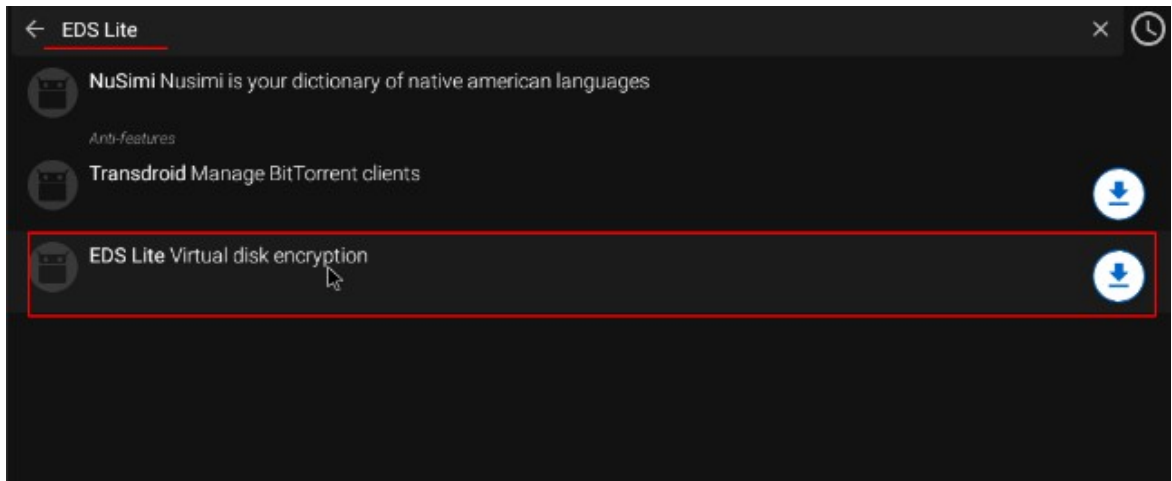 EDS Lite
NuSimi Nusimi is your dictionary of native american languages
Anti-features
Transdroid Manage BitTorrent clients
EDS Lite Virtual disk encryption